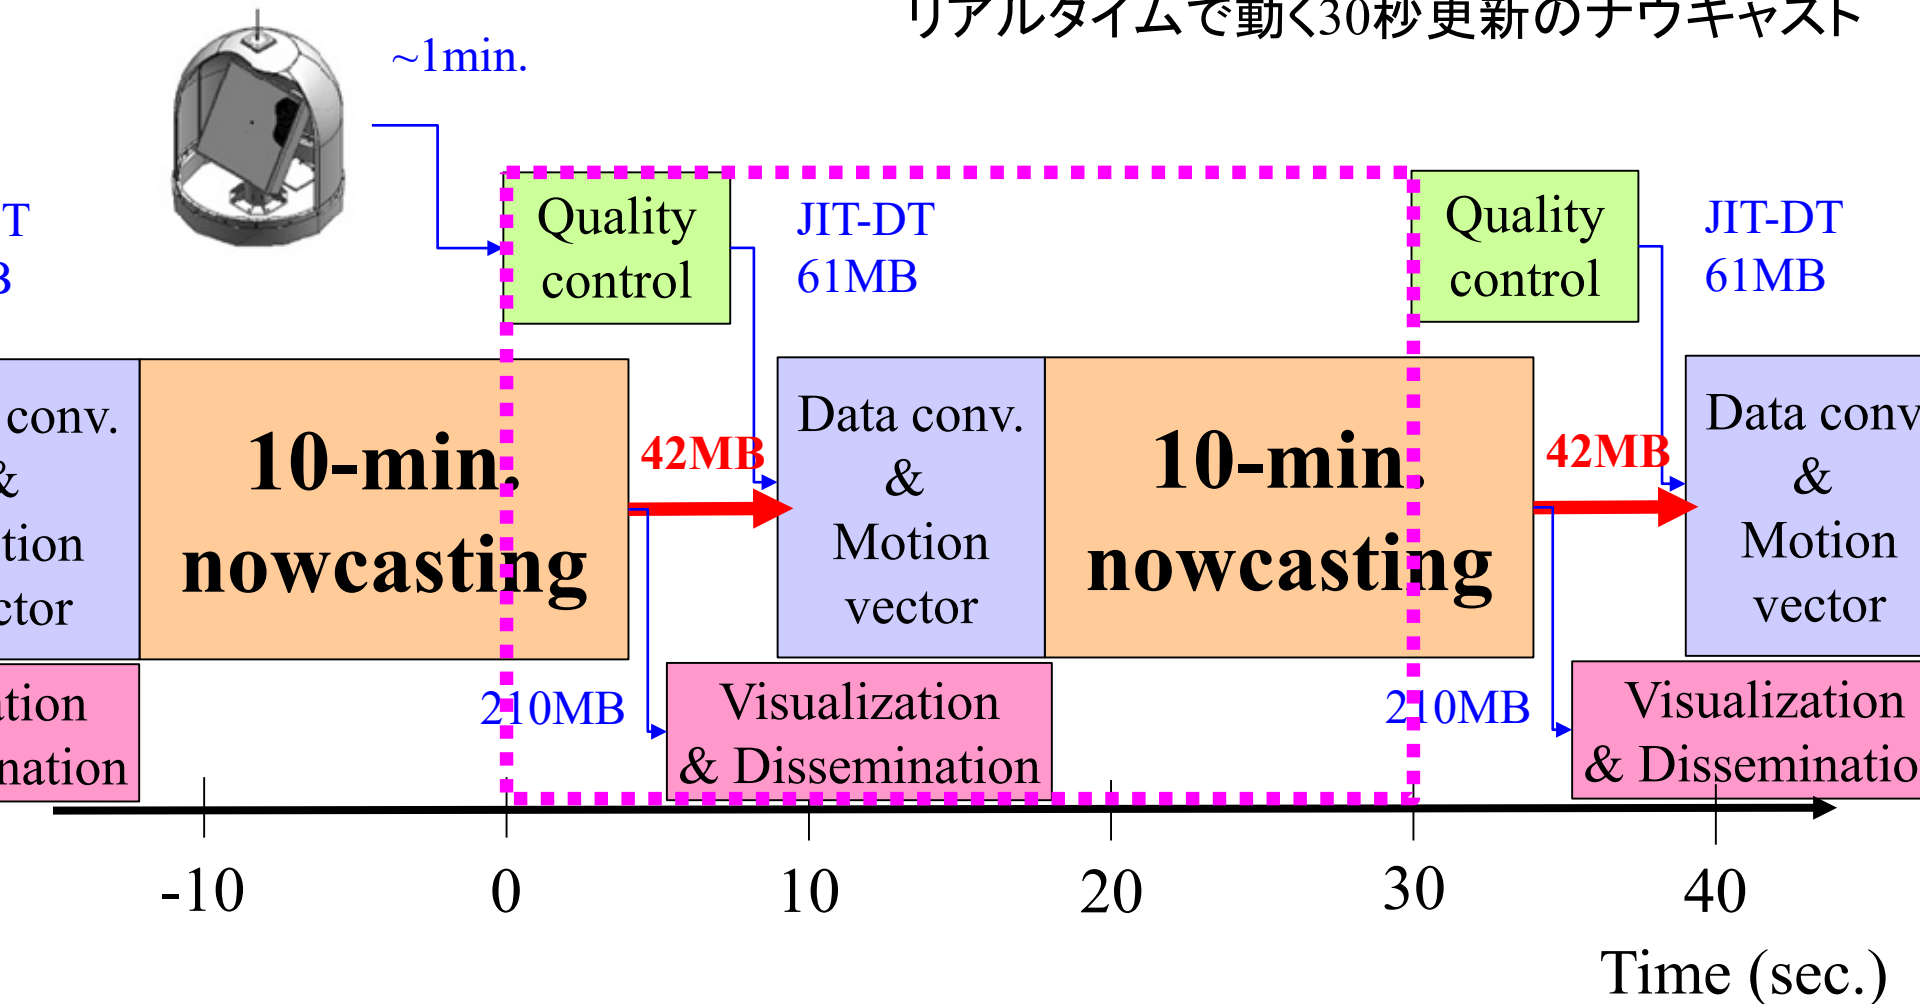 リアルタイムで動く30秒更新のナウキャスト
~1min.
T
B
Quality
control
JIT-DT
61MB
Quality
control
JIT-DT
61MB
conv.
&
tion
ctor
10-min.
nowcasting
42MB
Data conv.
&
Motion
vector
10-min.
nowcasting
42MB
Data conv
&
Motion
vector
ation
nation
210MB
Visualization
& Dissemination
210MB
Visualization
& Disseminatio
-10
0
10
20
30
40
Time (sec.)